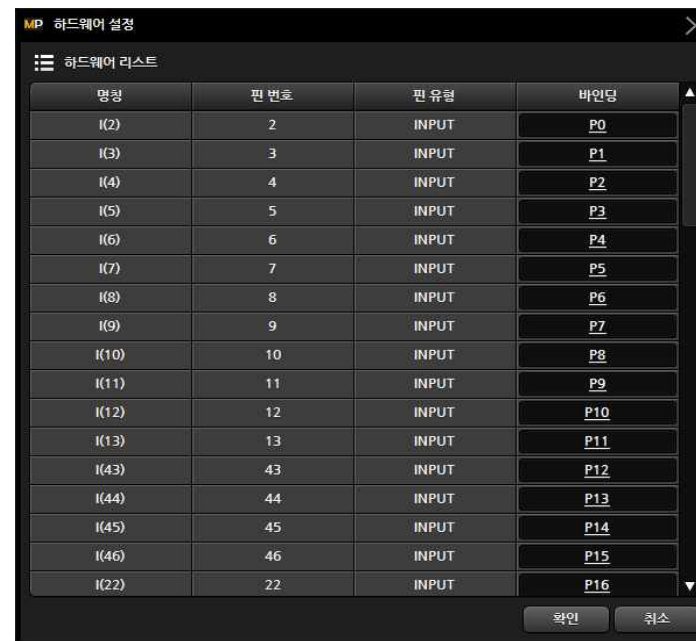 MP 하드웨어 설정
하드웨어 리스트
명칭 핀 번호 핀 유형 바인딩
I(2) 2 INPUT P0
I(3) 3 INPUT P1
I(4) 4 INPUT P2
I(5) 5 INPUT P3
I(6) 6 INPUT P4
I(7) 7 INPUT P5
I(8) 8 INPUT P6
I(9) 9 INPUT P7
I(10) 10 INPUT P8
I(11) 11 INPUT P9
I(12) 12 INPUT P10
I(13) 13 INPUT P11
I(43) 43 INPUT P12
I(44) 44 INPUT P13
I(45) 45 INPUT P14
I(46) 46 INPUT P15
I(22) 22 INPUT P16
확인 취소